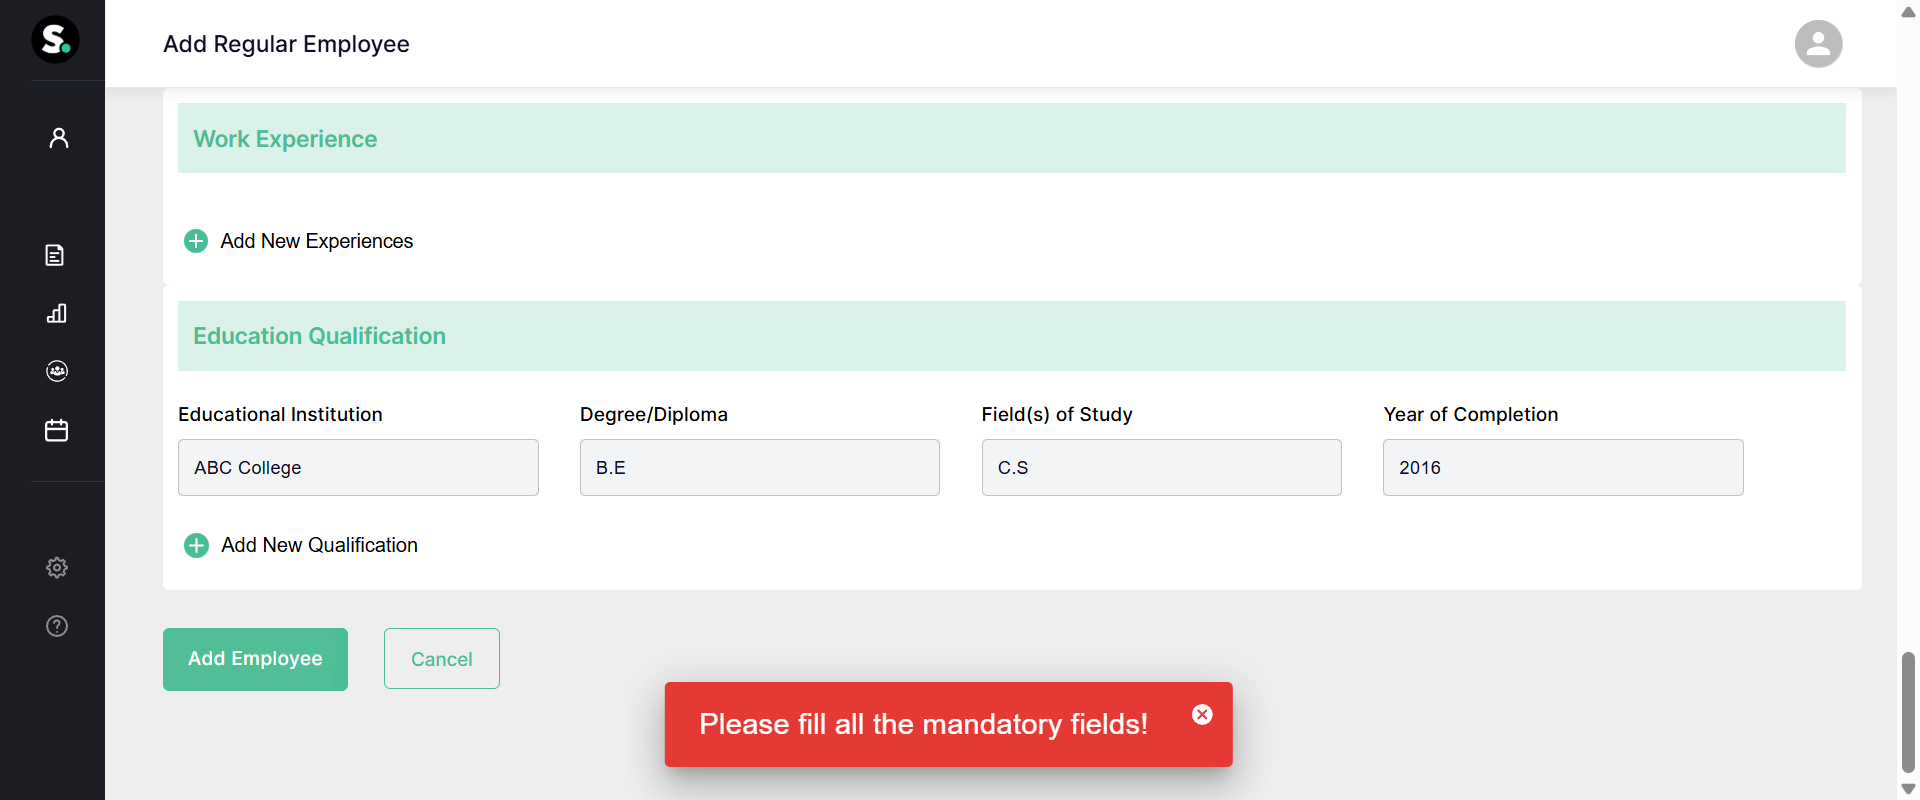 S.
Add Regular Employee
Work Experience
Add New Experiences
Education Qualification
Educational Institution
Degree/Diploma
Field(s) of Study
Year of Completion
ABC College
B.E
C.S
2016
Add New Qualification
Add Employee
Cancel
Please fill all the mandatory fields!